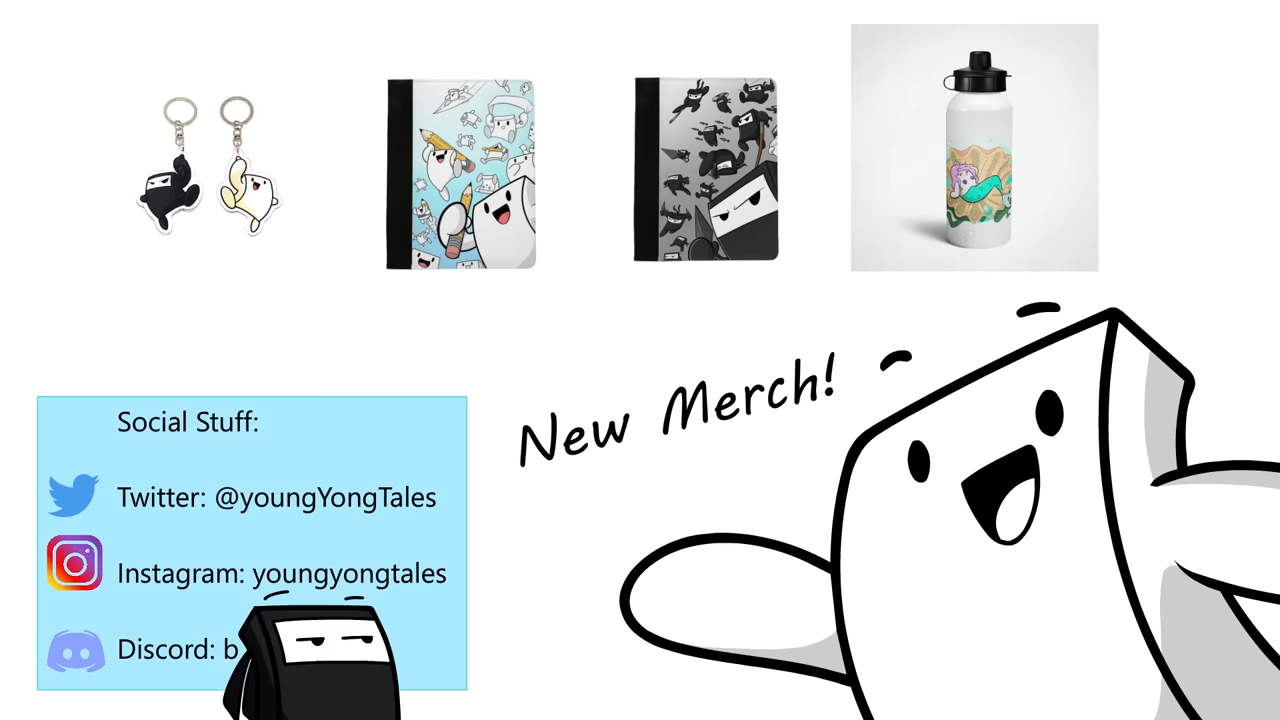 New Merch!
Social Stuff:
Twitter: @youngYongTales
Instagram: youngyongtales
Discord: b